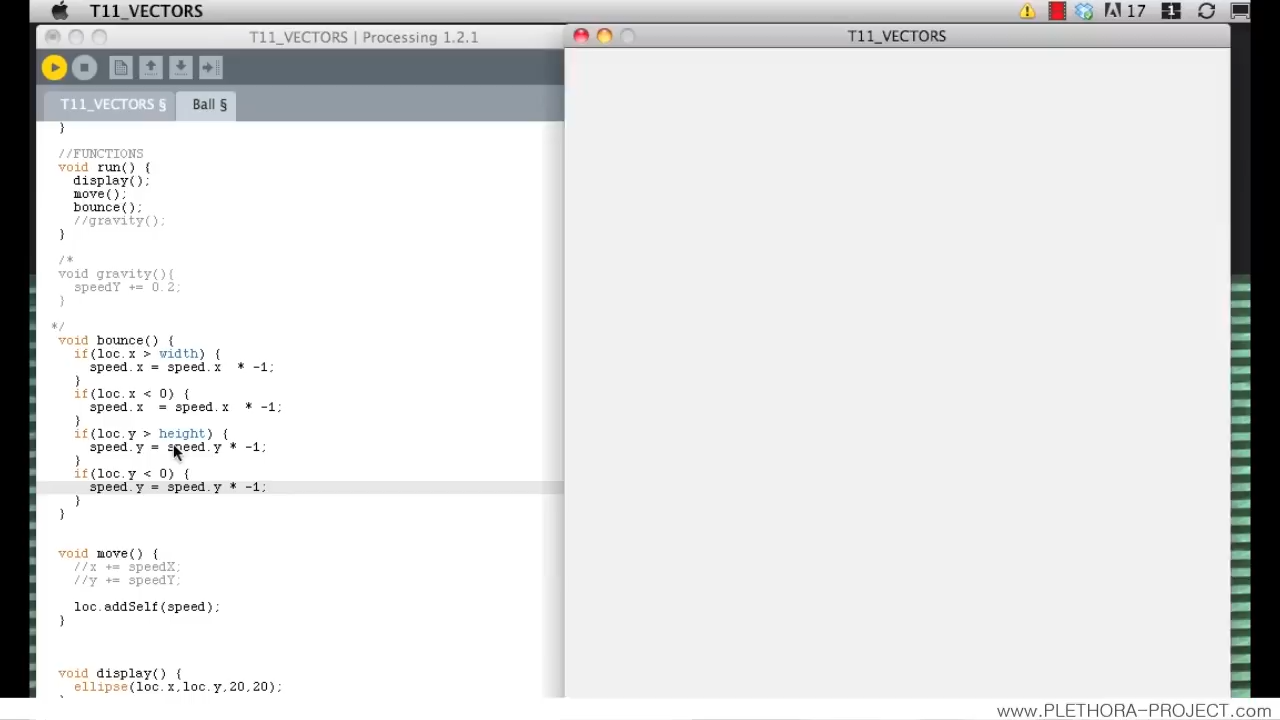 T11_VECTORS
17
1
T11_VECTORS | Processing 1.2.1
T11_VECTORS
T11_VECTORS §
Ball §
}
//FUNCTIONS
void run() {
display();
move();
bounce();
//gravity();
}
/*
void gravity(){
speedY += 0.2;
}
*/
void bounce() {
if(loc.x > width) {
speed.x = speed.x  * -1;
}
if(loc.x < 0) {
speed.x  = speed.x  * -1;
}
if(loc.y > height) {
speed.y = speed.y * -1;
}
if(loc.y < 0) {
speed.y = speed.y * -1;
}
}
void move() {
//x += speedX;
//y += speedY;
loc.addSelf(speed);
}
void display() {
ellipse(loc.x,loc.y,20,20);
www.PLETHORA-PROJECT.com